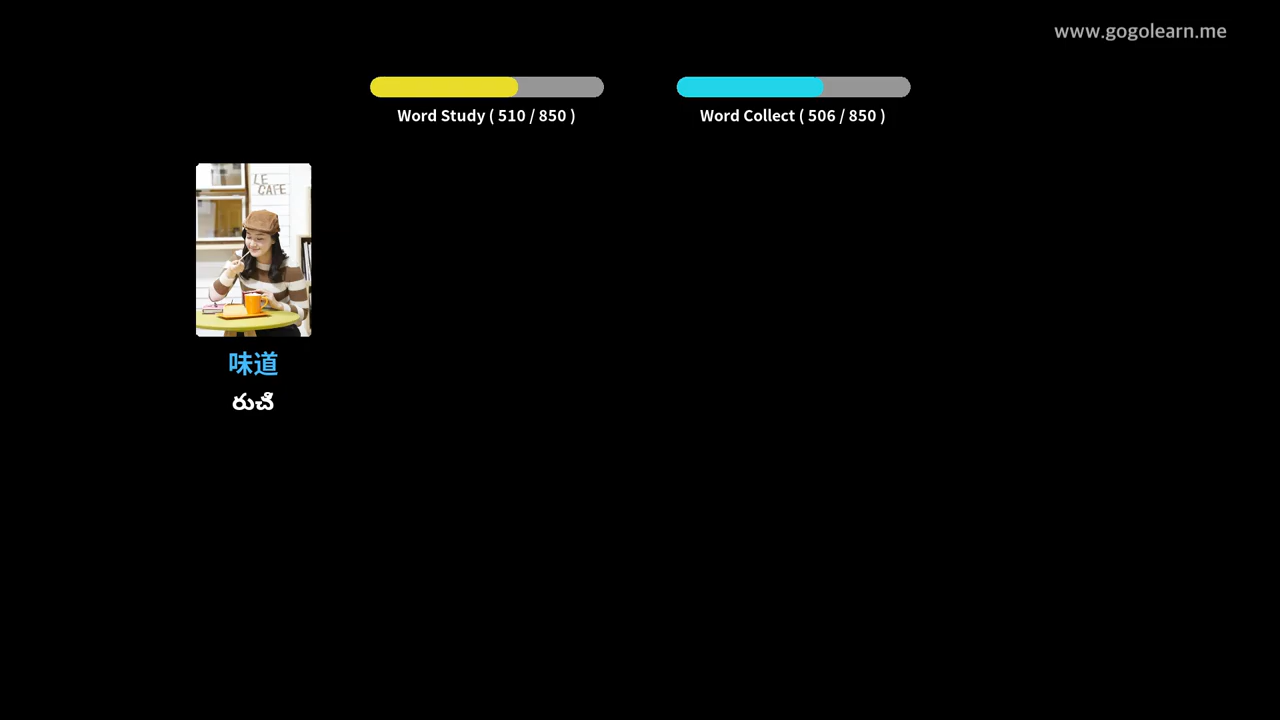 www.gogolearn.me
Word Study ( 510 / 850 )
Word Collect ( 506 / 850 )
LE
CAFE
味道
రుచి